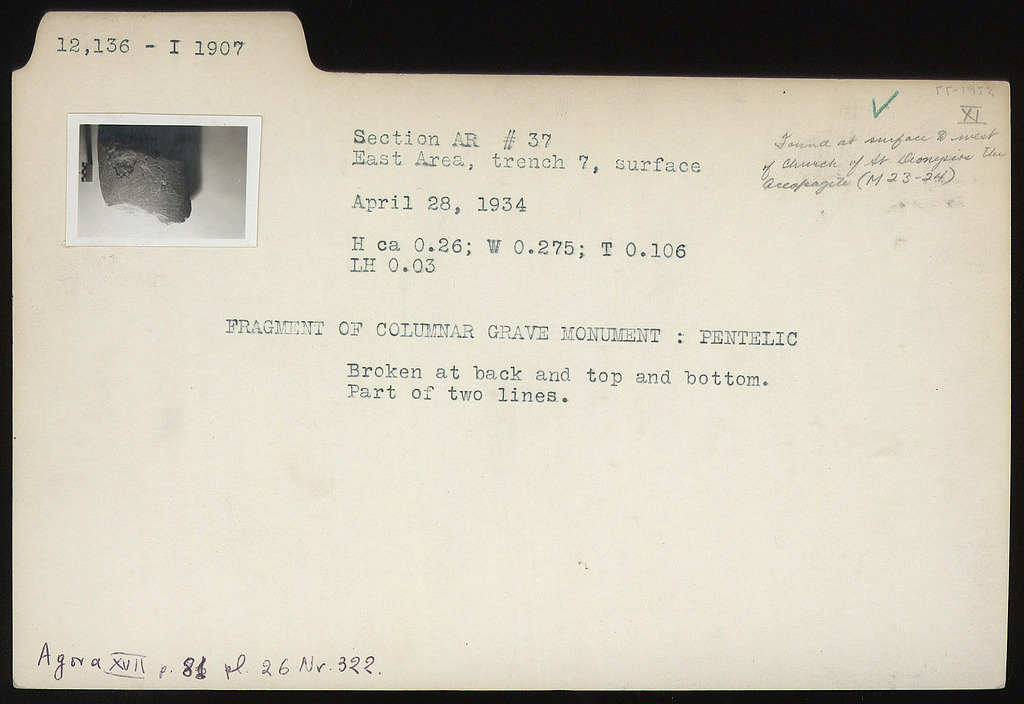 12,136 - I 1907
XI
Found at surface to west
of Church of St Dionysios the
Areopagite (M 23-24)
Section AR # 37
East Area, trench 7, surface
April 28, 1934
H ca 0.26; W 0.275; T 0.106
LH 0.03
FRAGMENT OF COLUMNAR GRAVE MONUMENT : PENTELIC
Broken at back and top and bottom.
Part of two lines.
Agora XVII p. pl. 26 Nr. 322.